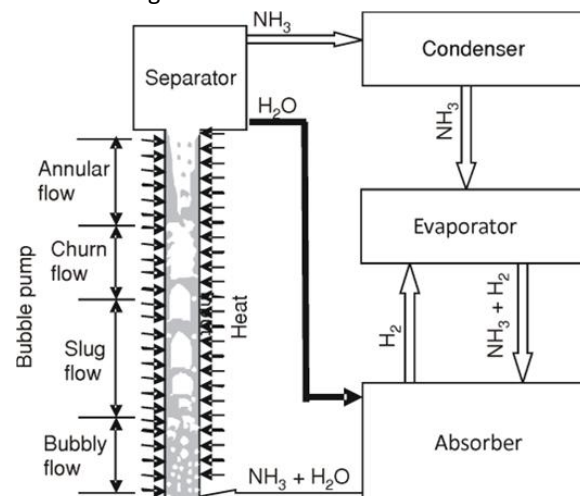 NH₃
Condenser
Separator
H₂O
NH₃
Annular
flow
Evaporator
Churn
flow
Bubble pump
Heat
H₂
NH₃ + H₂
Slug
flow
Bubbly
flow
Absorber
NH₃ + H₂O